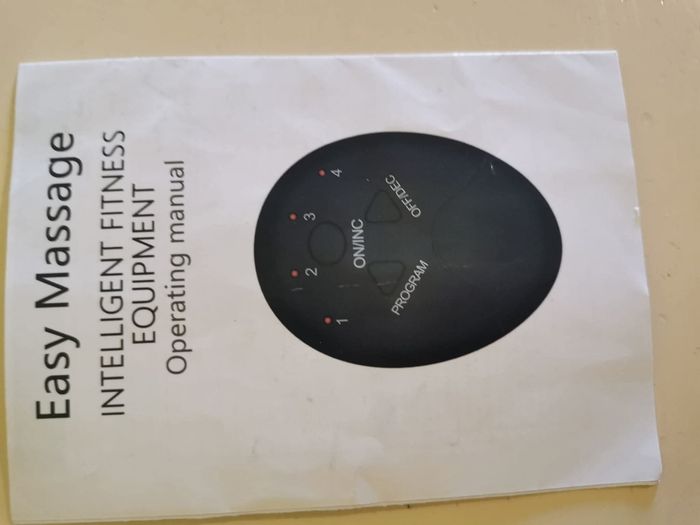 Easy Massage
INTELLIGENT FITNESS
EQUIPMENT
Operating manual
1 2 3 4
ON/INC
PROGRAM OFF/DEC